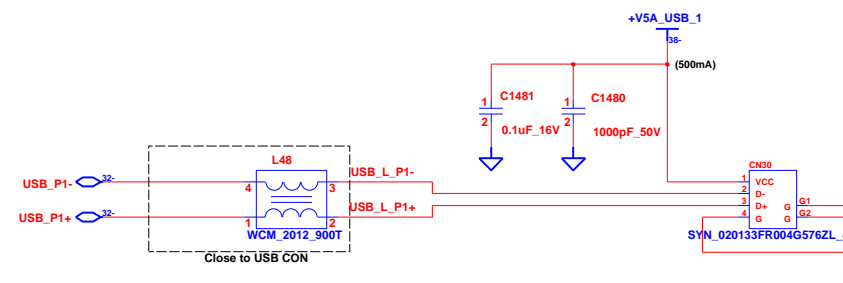 +V5A_USB_1
38-
(500mA)
1
C1481
2
0.1uF_16V
1
C1480
2
1000pF_50V
L48
USB_P1-
32-
4
3
USB_L_P1-
USB_P1+
32-
1
2
USB_L_P1+
WCM_2012_900T
Close to USB CON
CN30
1
VCC
2
D-
3
D+
G
G1
4
G
G
G2
SYN_020133FR004G576ZL_